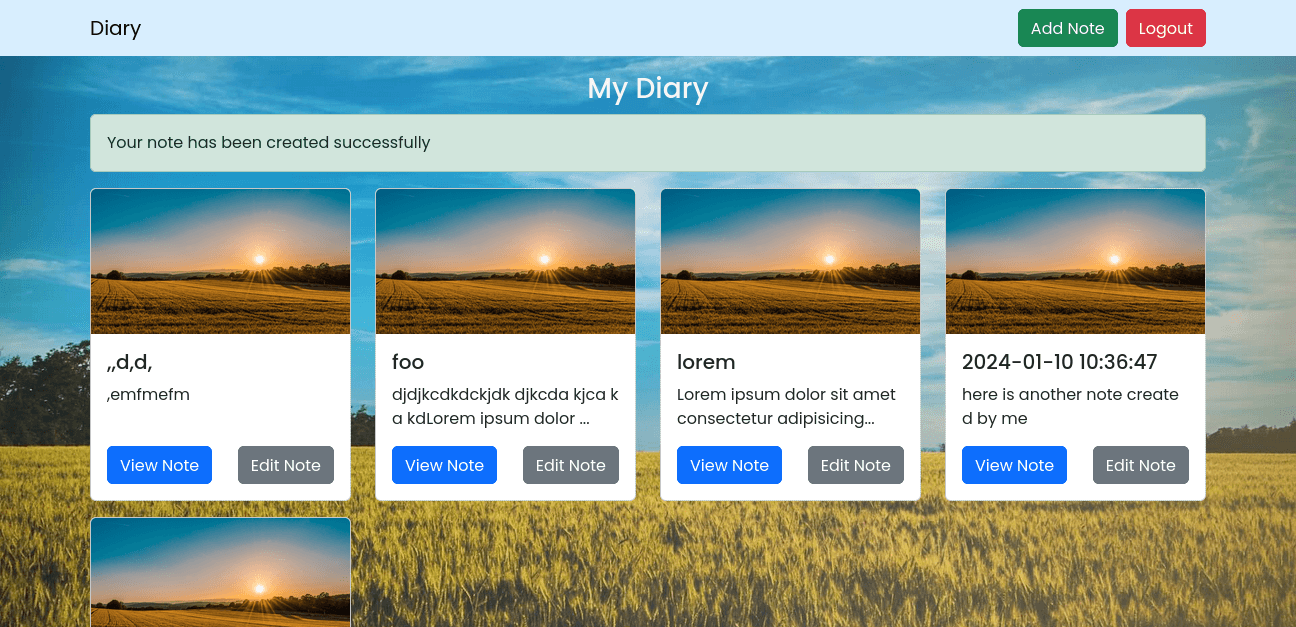 Diary
Add Note
Logout
My Diary
Your note has been created successfully
,,d,d,
,emfmefm
View Note
Edit Note
foo
djdjkcdkdckjdk djkcda kjca k
a kdLorem ipsum dolor ...
View Note
Edit Note
lorem
Lorem ipsum dolor sit amet
consectetur adipisicing...
View Note
Edit Note
2024-01-10 10:36:47
here is another note create
d by me
View Note
Edit Note